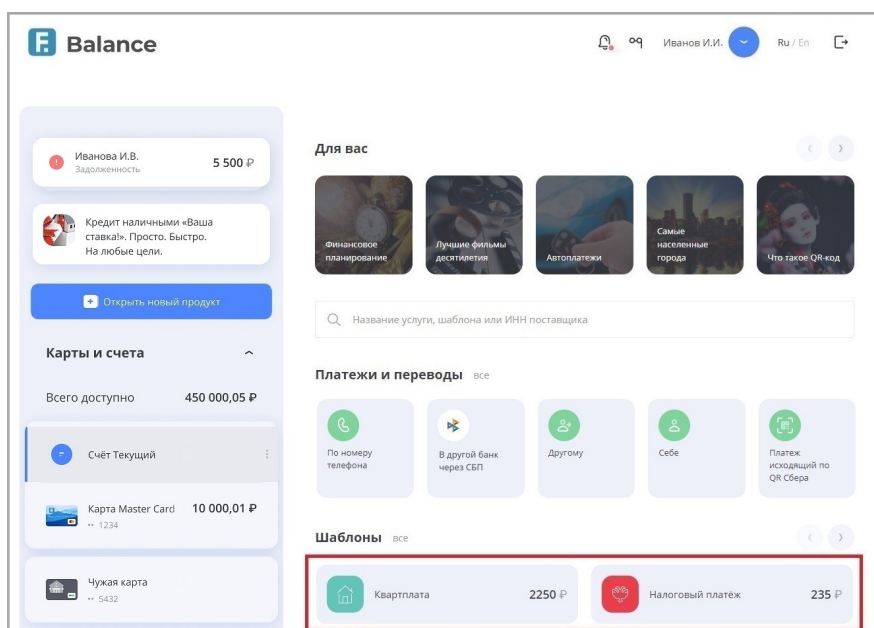 F. Balance
Иванов И.И.
Ru / En
Иванова И.В.
Задолженность
5 500 ₽
Кредит наличными «Ваша
ставка!». Просто. Быстро.
На любые цели.
Открыть новый продукт
Карты и счета
Всего доступно 450 000,05 ₽
Счёт Текущий
Карта Master Card 10 000,01 ₽
•• 1234
Чужая карта
•• 5432
Для вас
Финансовое
планирование
Лучшие фильмы
десятилетия
Автоплатежи
Самые
населенные
города
Что такое QR-код
Название услуги, шаблона или ИНН поставщика
Платежи и переводы все
По номеру
телефона
В другой банк
через СБП
Другому
Себе
Платеж
исходящий по
QR Сбера
Шаблоны все
Квартплата 2250 ₽
Налоговый платёж 235 ₽